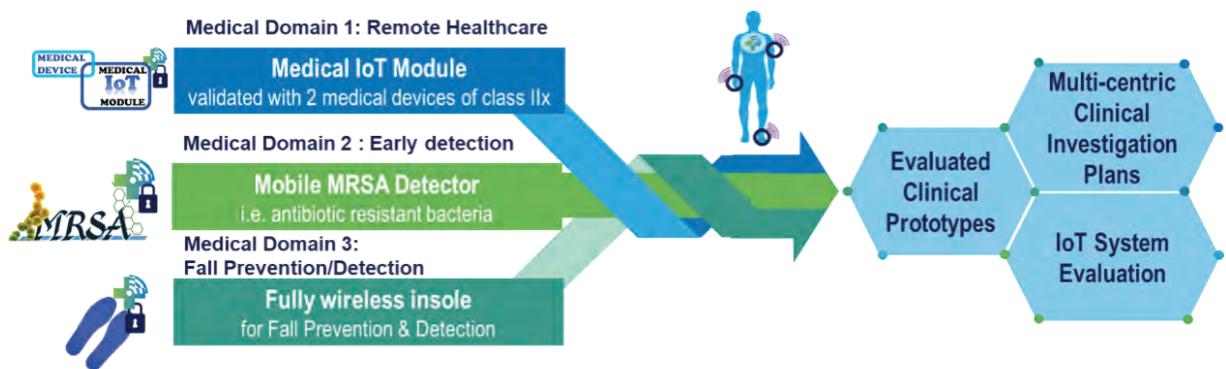 Medical Domain 1: Remote Healthcare
MEDICAL
DEVICE
MEDICAL
IoT
MODULE
Medical IoT Module
validated with 2 medical devices of class IIx
Medical Domain 2 : Early detection
MRSA
Mobile MRSA Detector
i.e. antibiotic resistant bacteria
Medical Domain 3:
Fall Prevention/Detection
Fully wireless insole
for Fall Prevention & Detection
Evaluated
Clinical
Prototypes
Multi-centric
Clinical
Investigation
Plans
IoT System
Evaluation